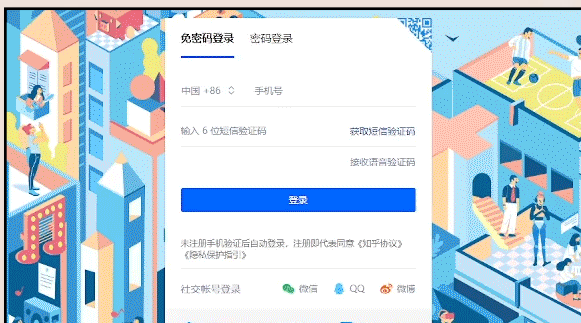 免密码登录 密码登录
中国 +86 手机号
输入 6 位短信验证码 获取短信验证码
接收语音验证码
登录
未注册手机验证后自动登录，注册即代表同意《知乎协议》
《隐私保护指引》
社交帐号登录 微信 QQ 微博